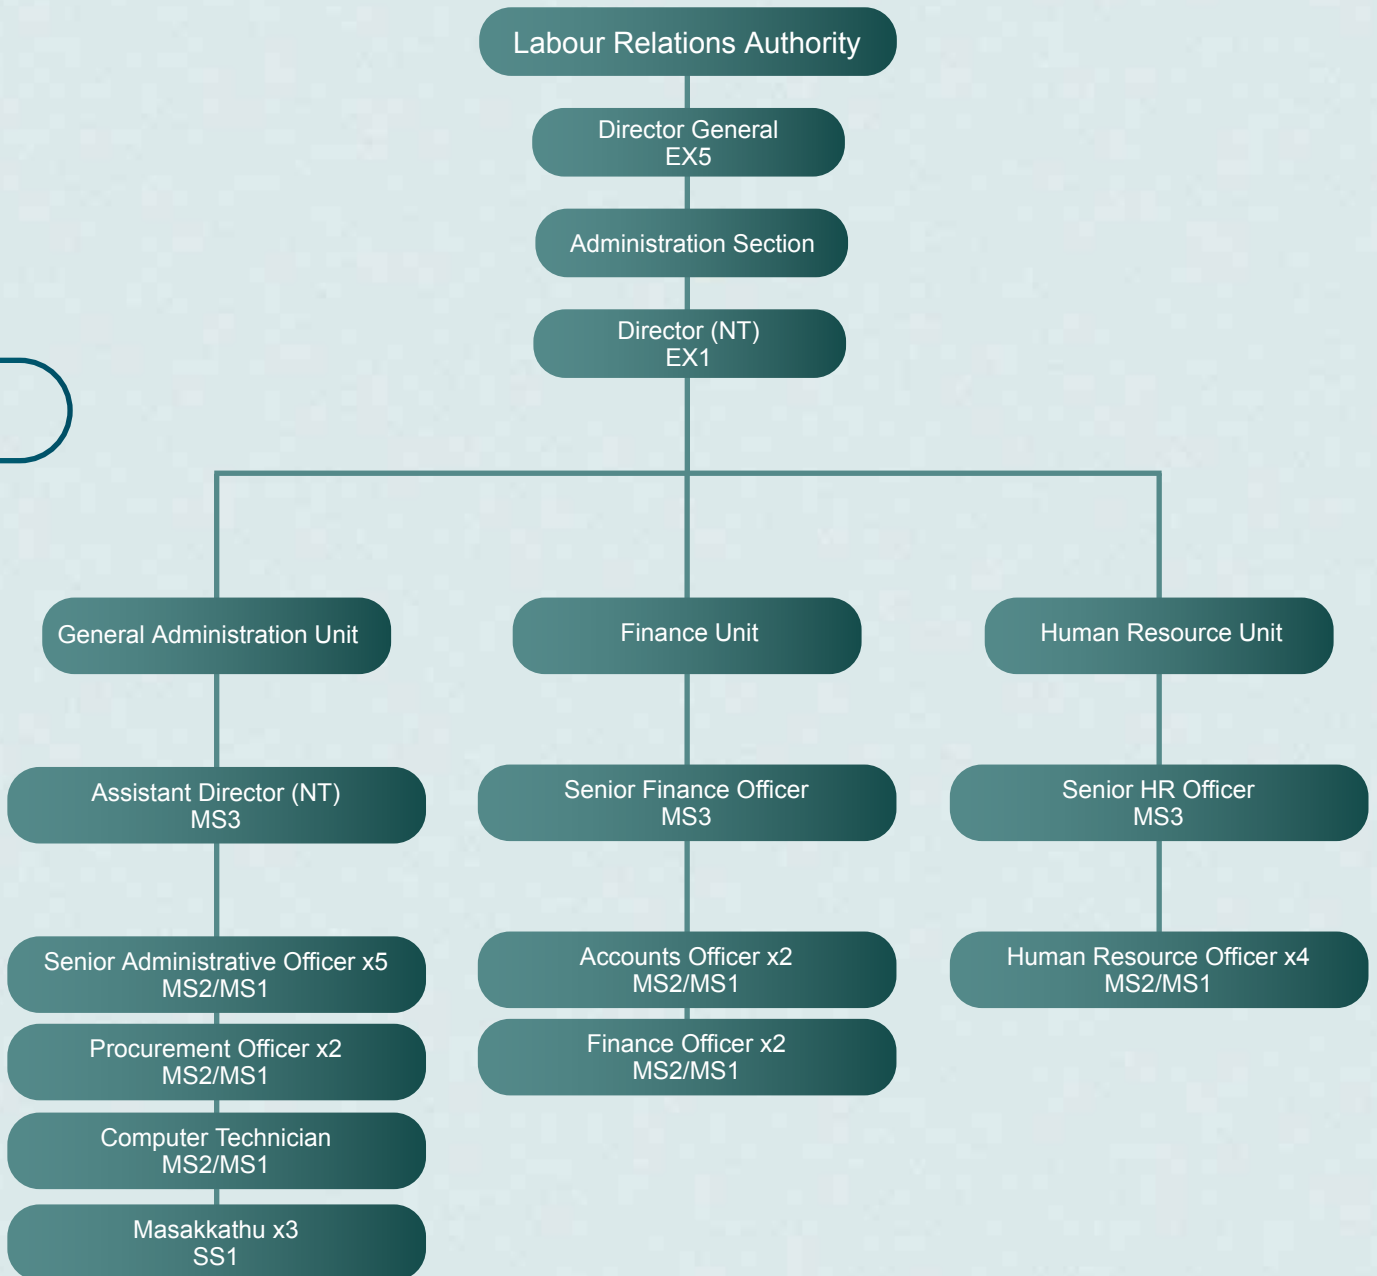 Labour Relations Authority
Director General
EX5
Administration Section
Director (NT)
EX1
General Administration Unit
Finance Unit
Human Resource Unit
Assistant Director (NT)
MS3
Senior Finance Officer
MS3
Senior HR Officer
MS3
Senior Administrative Officer x5
MS2/MS1
Accounts Officer x2
MS2/MS1
Human Resource Officer x4
MS2/MS1
Procurement Officer x2
MS2/MS1
Finance Officer x2
MS2/MS1
Computer Technician
MS2/MS1
Masakkathu x3
SS1